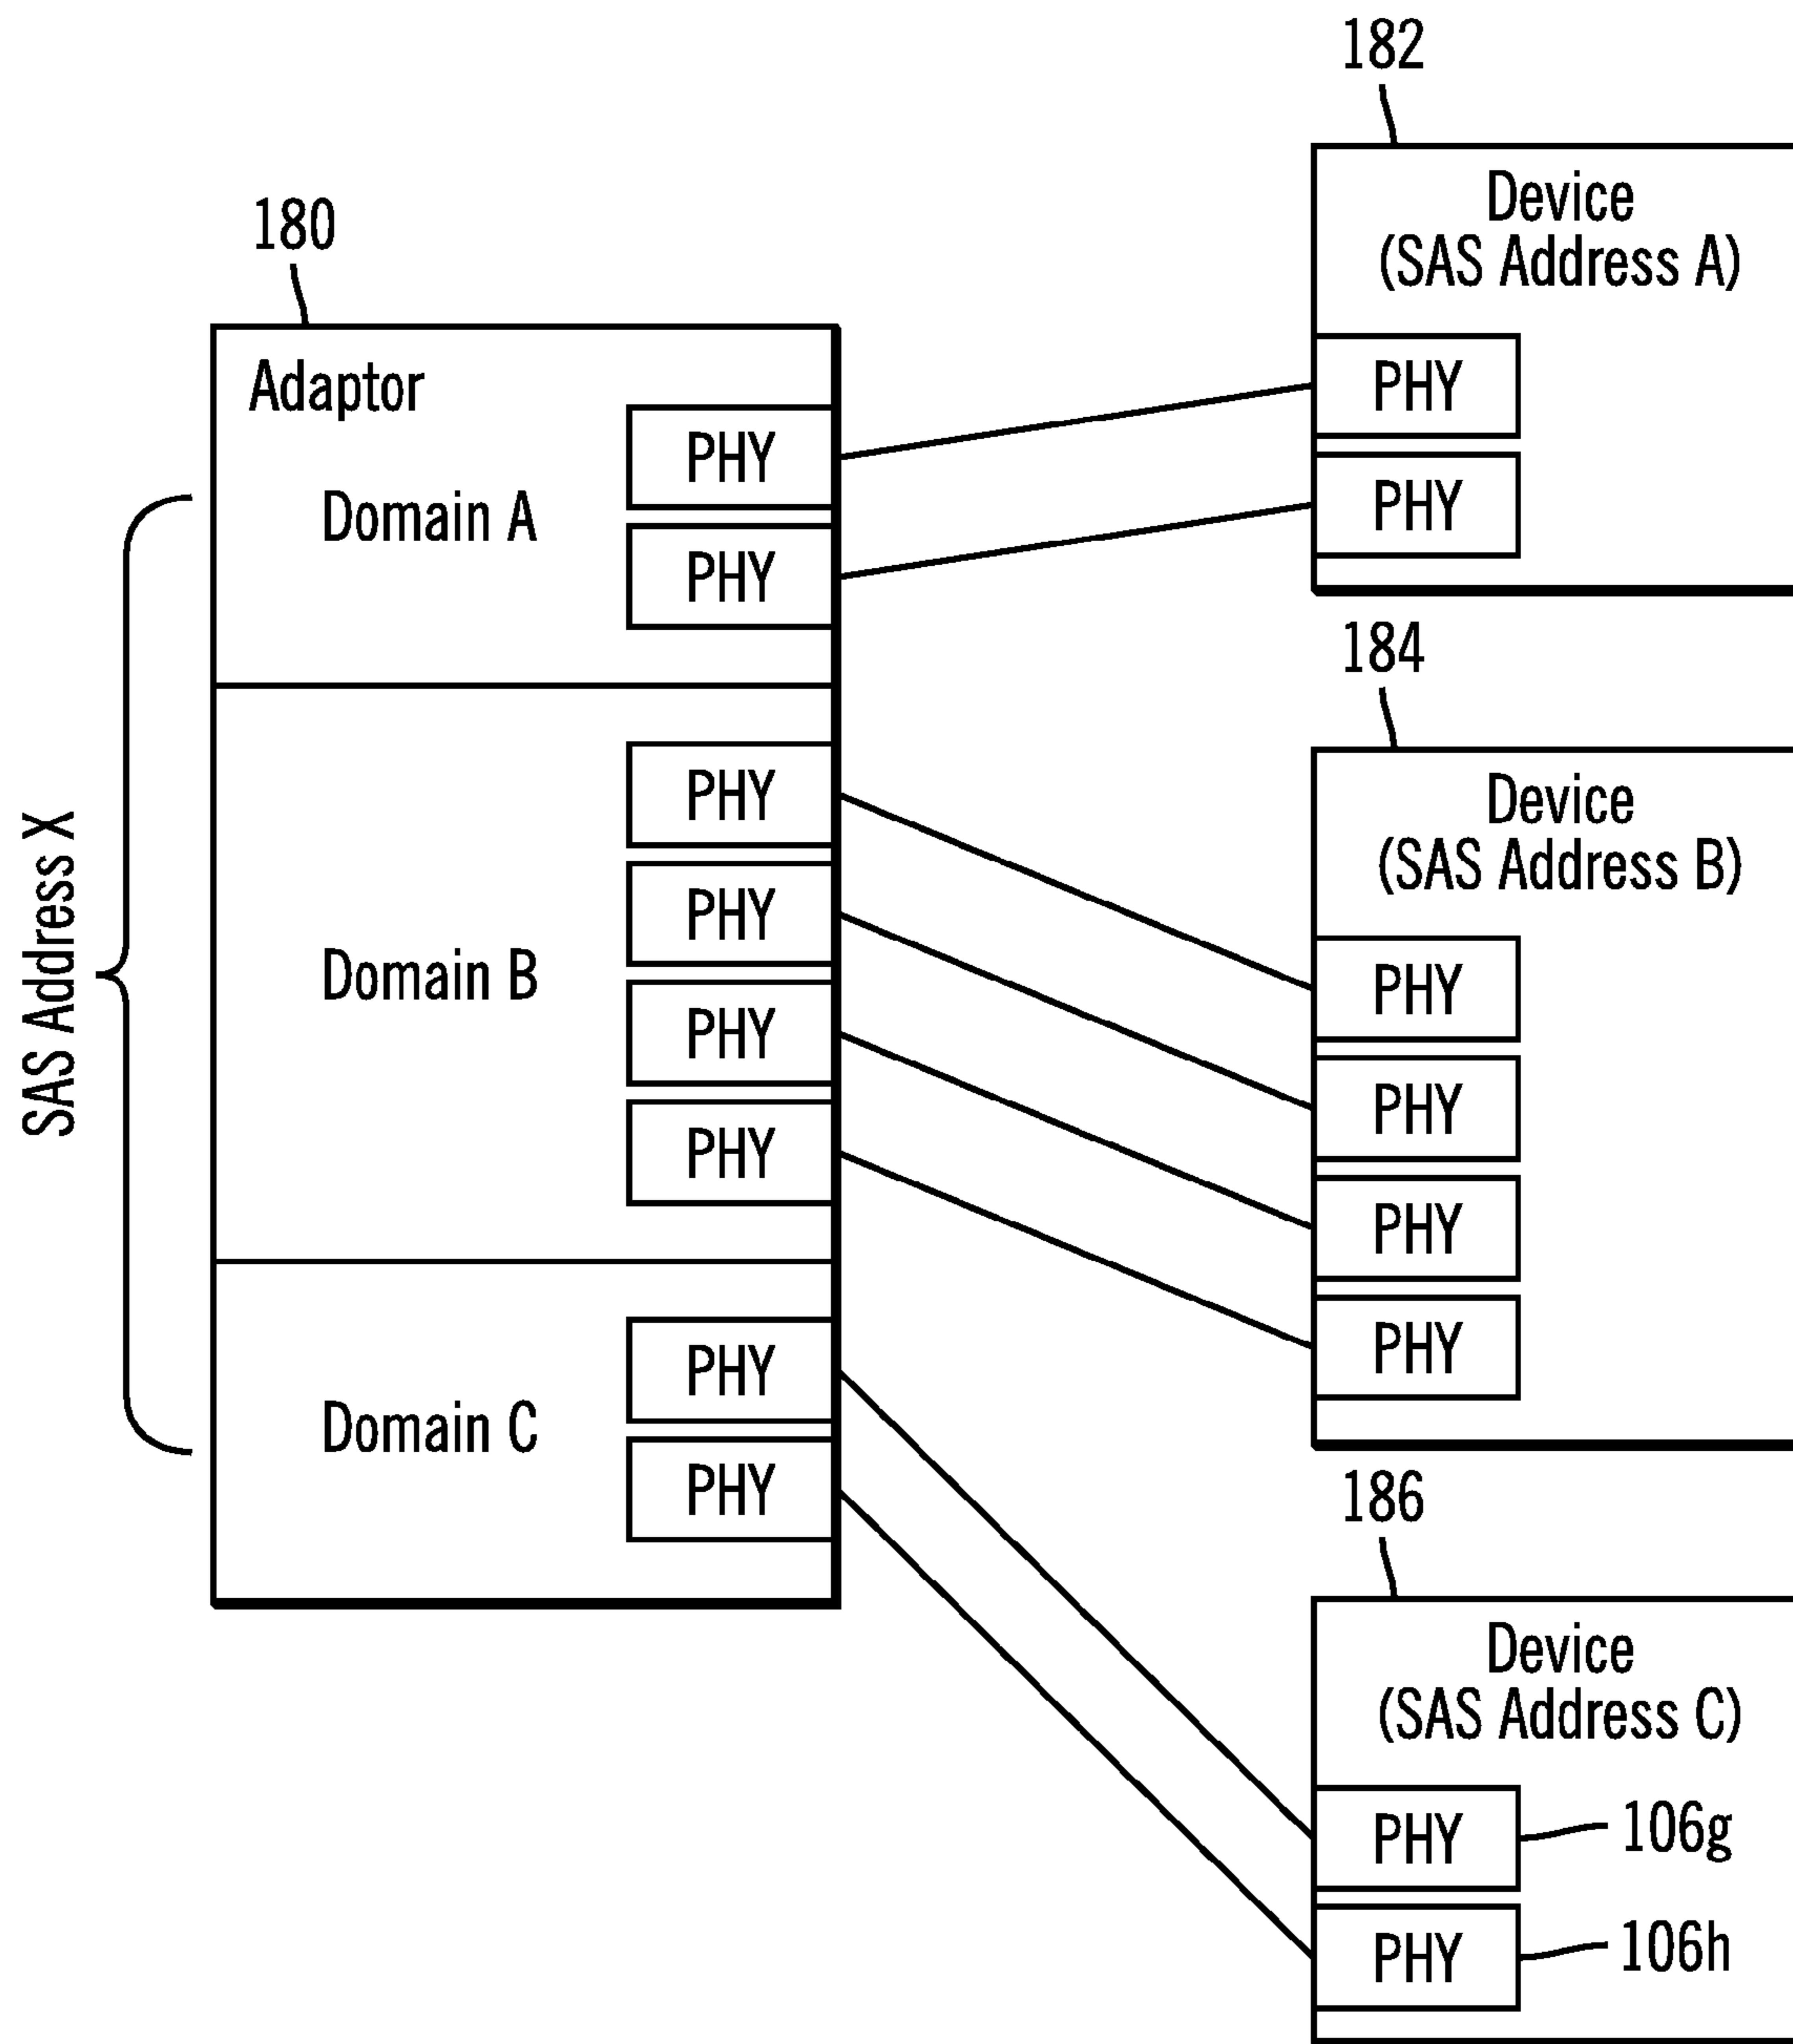 182
Device
(SAS Address A)
PHY
PHY
180
Adaptor
Domain A
PHY
PHY
Domain B
PHY
PHY
PHY
PHY
Domain C
PHY
PHY
SAS Address X
184
Device
(SAS Address B)
PHY
PHY
PHY
PHY
186
Device
(SAS Address C)
PHY
106g
PHY
106h